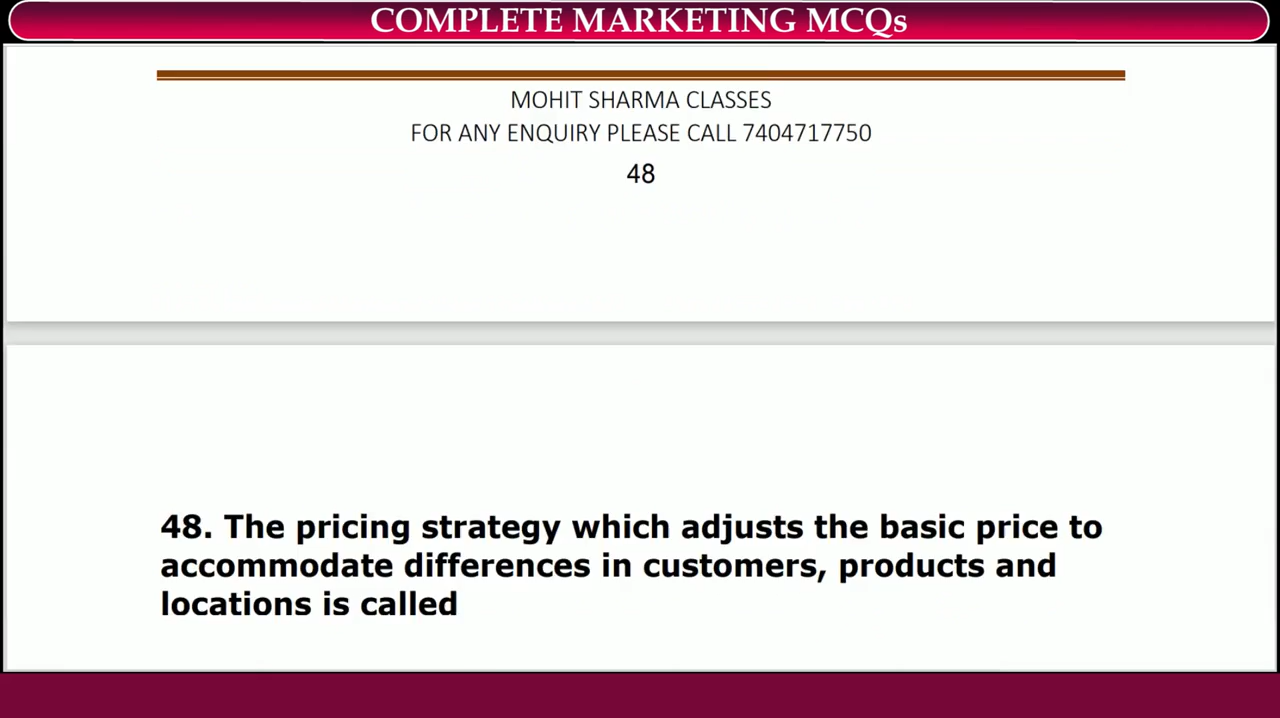 COMPLETE MARKETING MCQs
MOHIT SHARMA CLASSES
FOR ANY ENQUIRY PLEASE CALL 7404717750
48
48. The pricing strategy which adjusts the basic price to
accommodate differences in customers, products and
locations is called